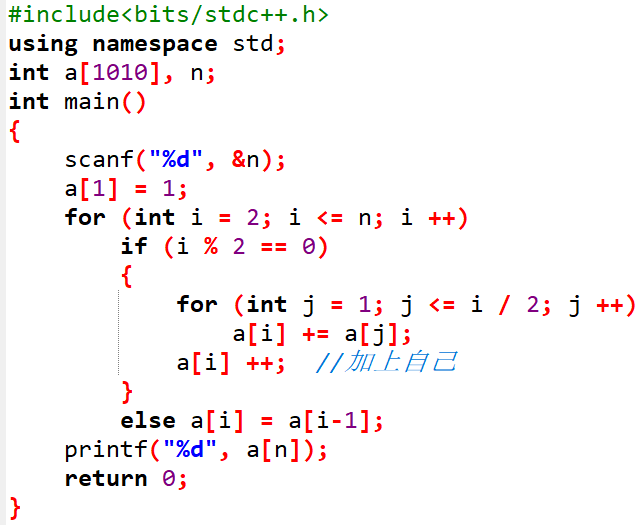 #include<bits/stdc++.h>
using namespace std;
int a[1010], n;
int main()
{
    scanf("%d", &n);
    a[1] = 1;
    for (int i = 2; i <= n; i ++)
        if (i % 2 == 0)
        {
            for (int j = 1; j <= i / 2; j ++)
                a[i] += a[j];
            a[i] ++;  //加上自己
        }
        else a[i] = a[i-1];
    printf("%d", a[n]);
    return 0;
}